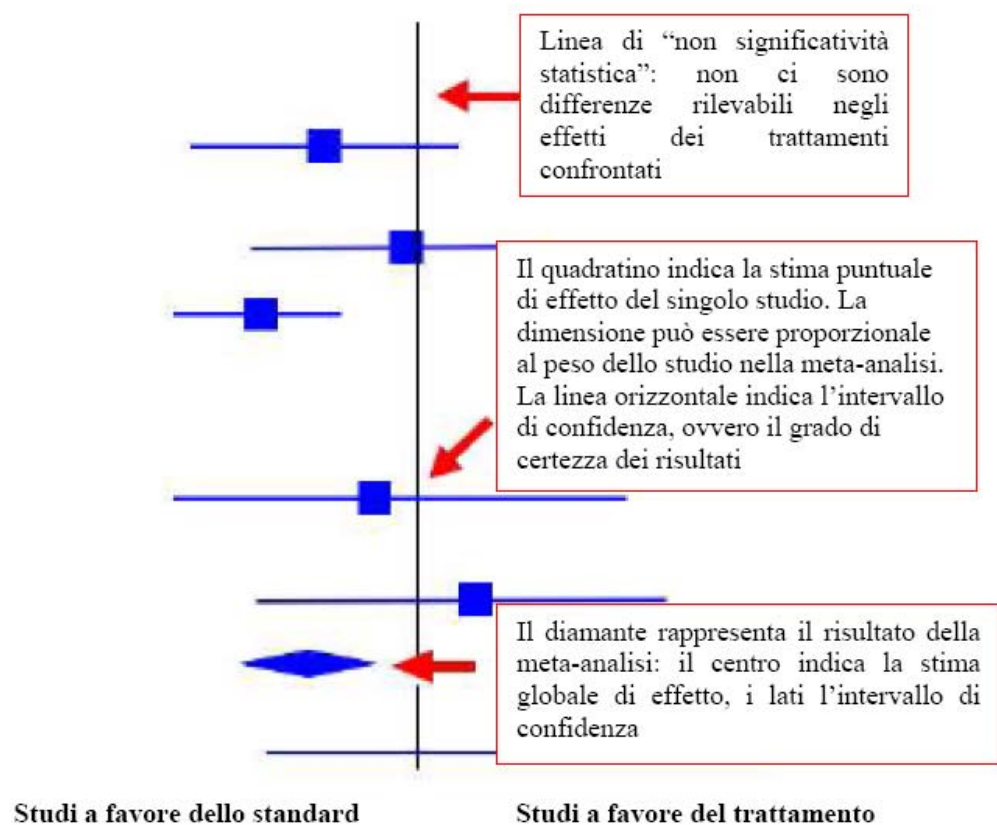 Linea di “non significatività
statistica”: non ci sono
differenze rilevabili negli
effetti dei trattamenti
confrontati
Il quadratino indica la stima puntuale
di effetto del singolo studio. La
dimensione può essere proporzionale
al peso dello studio nella meta-analisi.
La linea orizzontale indica l’intervallo
di confidenza, ovvero il grado di
certezza dei risultati
Il diamante rappresenta il risultato della
meta-analisi: il centro indica la stima
globale di effetto, i lati l’intervallo di
confidenza
Studi a favore dello standard
Studi a favore del trattamento